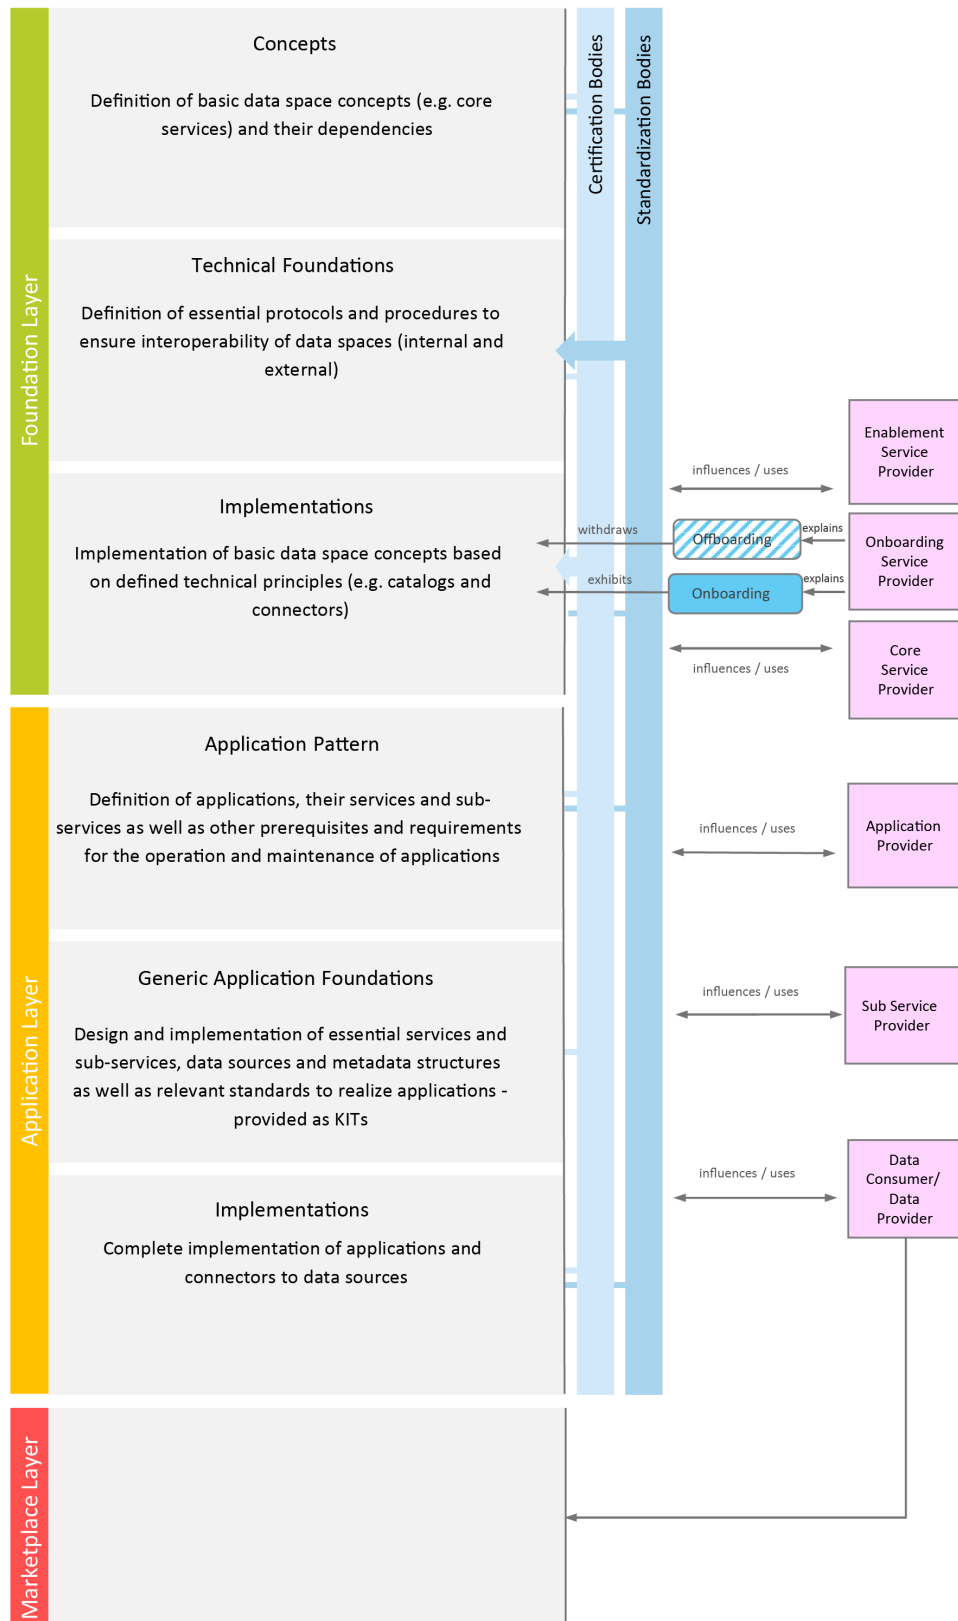 Foundation Layer
Concepts
Definition of basic data space concepts (e.g. core
services) and their dependencies
Technical Foundations
Definition of essential protocols and procedures to
ensure interoperability of data spaces (internal and
external)
Implementations
Implementation of basic data space concepts based
on defined technical principles (e.g. catalogs and
connectors)
Certification Bodies
Standardization Bodies
influences / uses
Enablement
Service
Provider
withdraws
Offboarding
explains
exhibits
Onboarding
explains
Onboarding
Service
Provider
influences / uses
Core
Service
Provider
Application Layer
Application Pattern
Definition of applications, their services and sub-
services as well as other prerequisites and requirements
for the operation and maintenance of applications
influences / uses
Application
Provider
Generic Application Foundations
Design and implementation of essential services and
sub-services, data sources and metadata structures
as well as relevant standards to realize applications -
provided as KITs
influences / uses
Sub Service
Provider
Implementations
Complete implementation of applications and
connectors to data sources
influences / uses
Data
Consumer/
Data
Provider
Marketplace Layer